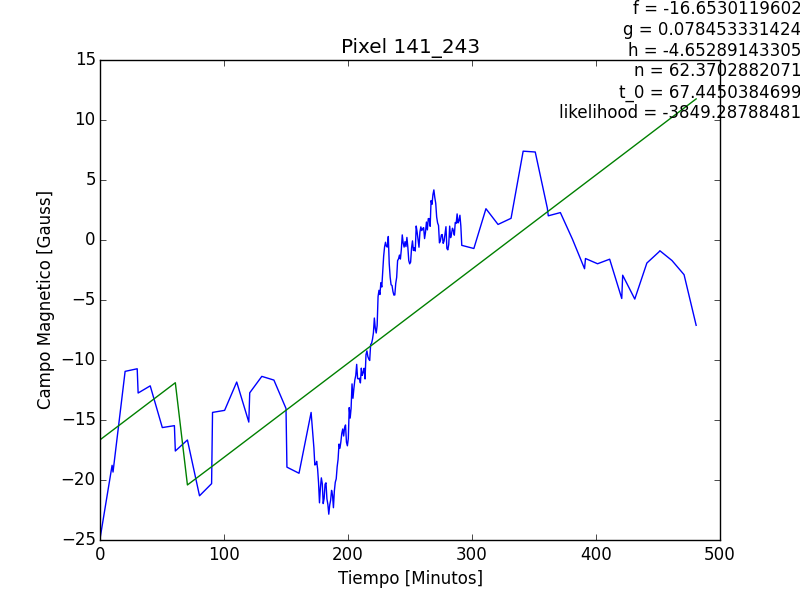 f = -16.6530119602
g = 0.078453331424
h = -4.65289143305
n = 62.3702882071
t_0 = 67.4450384699
likelihood = -3849.28788481
Pixel 141_243
15
10
5
0
−5
−10
−15
−20
−25
Campo Magnetico [Gauss]
0 100 200 300 400 500
Tiempo [Minutos]